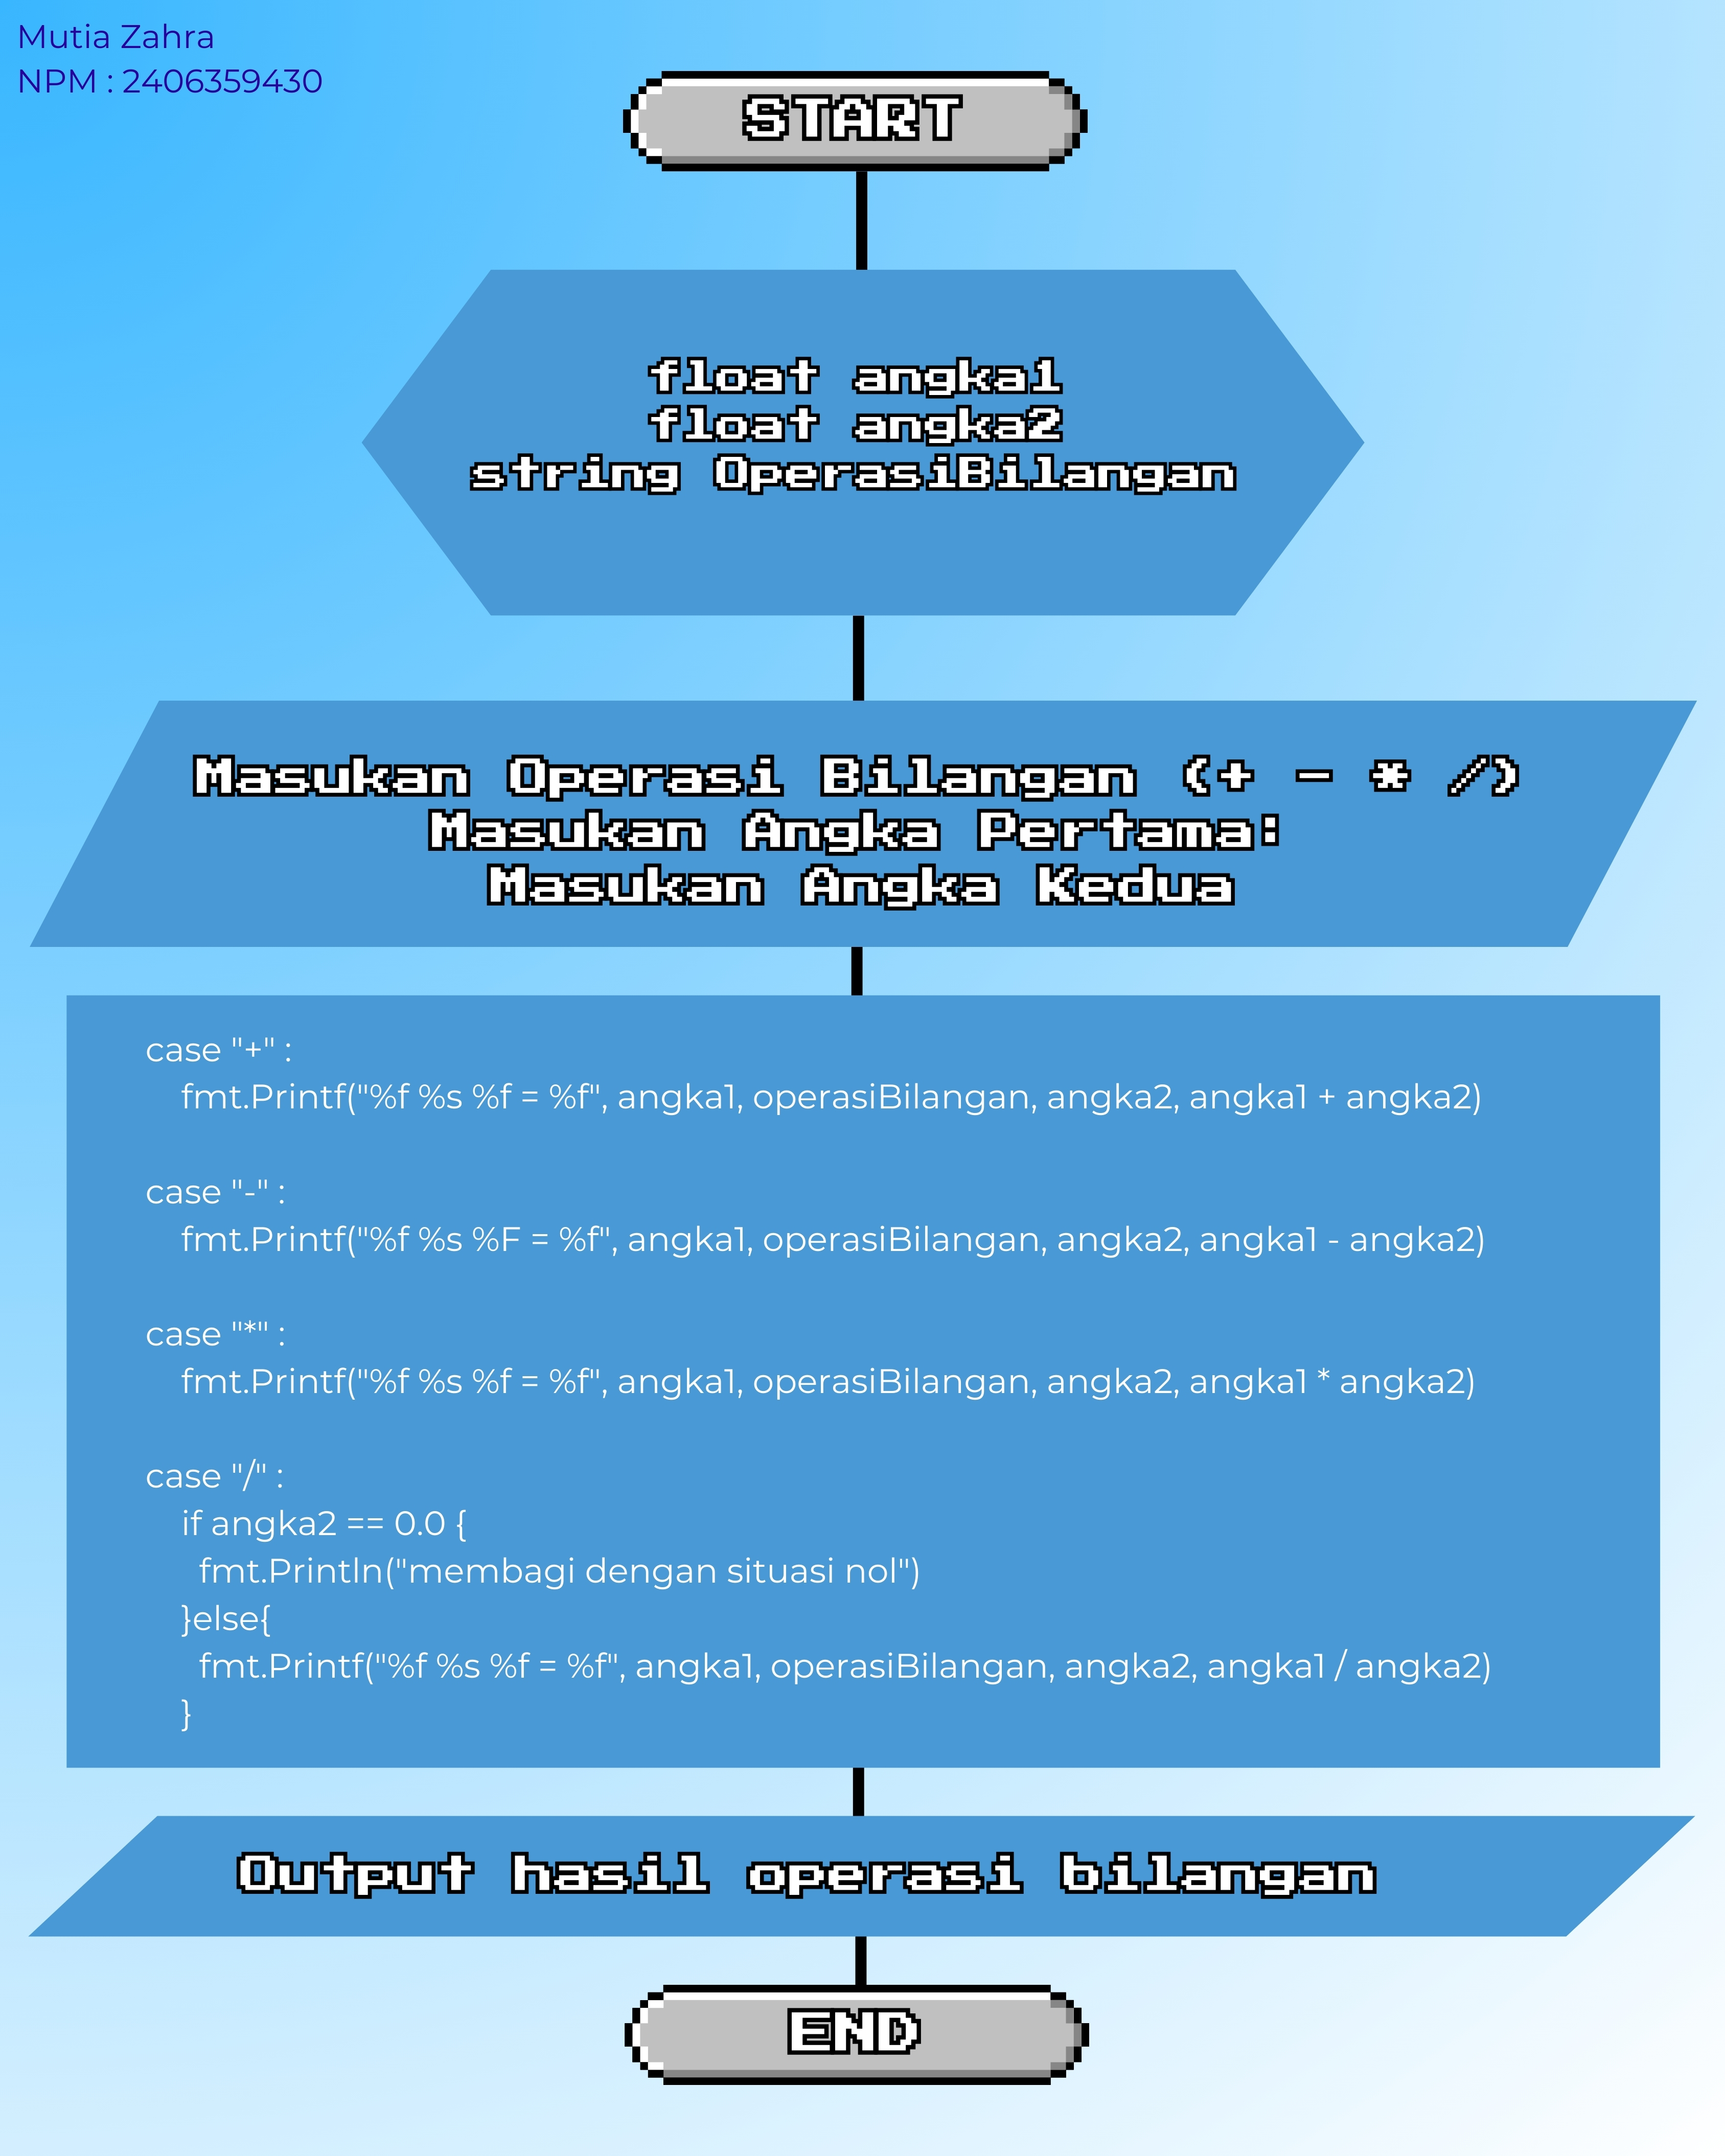 Mutia Zahra
NPM : 2406359430
START
float angka1
float angka2
string OperasiBilangan
Masukan Operasi Bilangan (+ - * /)
Masukan Angka Pertama:
Masukan Angka Kedua
case "+" :
fmt.Printf("%f %s %f = %f", angka1, operasiBilangan, angka2, angka1 + angka2)
case "-" :
fmt.Printf("%f %s %F = %f", angka1, operasiBilangan, angka2, angka1 - angka2)
case "*" :
fmt.Printf("%f %s %f = %f", angka1, operasiBilangan, angka2, angka1 * angka2)
case "/" :
if angka2 == 0.0 {
fmt.Println("membagi dengan situasi nol")
}else{
fmt.Printf("%f %s %f = %f", angka1, operasiBilangan, angka2, angka1 / angka2)
}
Output hasil operasi bilangan
END